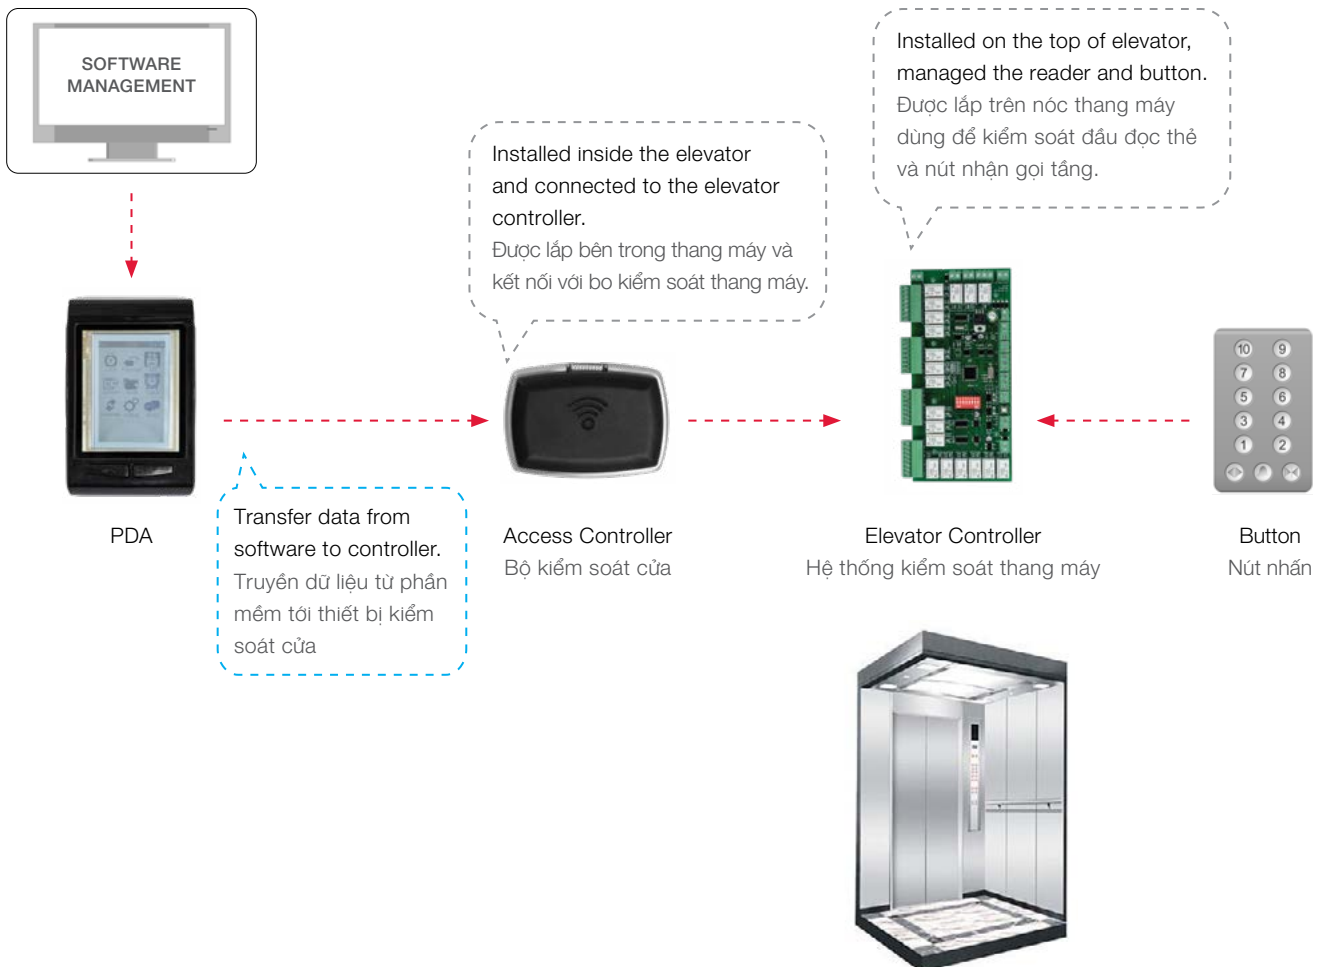 SOFTWARE
MANAGEMENT
Installed on the top of elevator,
managed the reader and button.
Được lắp trên nóc thang máy
dùng để kiểm soát đầu đọc thẻ
và nút nhận gọi tầng.
Installed inside the elevator
and connected to the elevator
controller.
Được lắp bên trong thang máy và
kết nối với bo kiểm soát thang máy.
10 9
7 8
5 6
3 4
1 2
PDA
Transfer data from
software to controller.
Truyền dữ liệu từ phần
mềm tới thiết bị kiểm
soát cửa
Access Controller
Bộ kiểm soát cửa
Elevator Controller
Hệ thống kiểm soát thang máy
Button
Nút nhấn